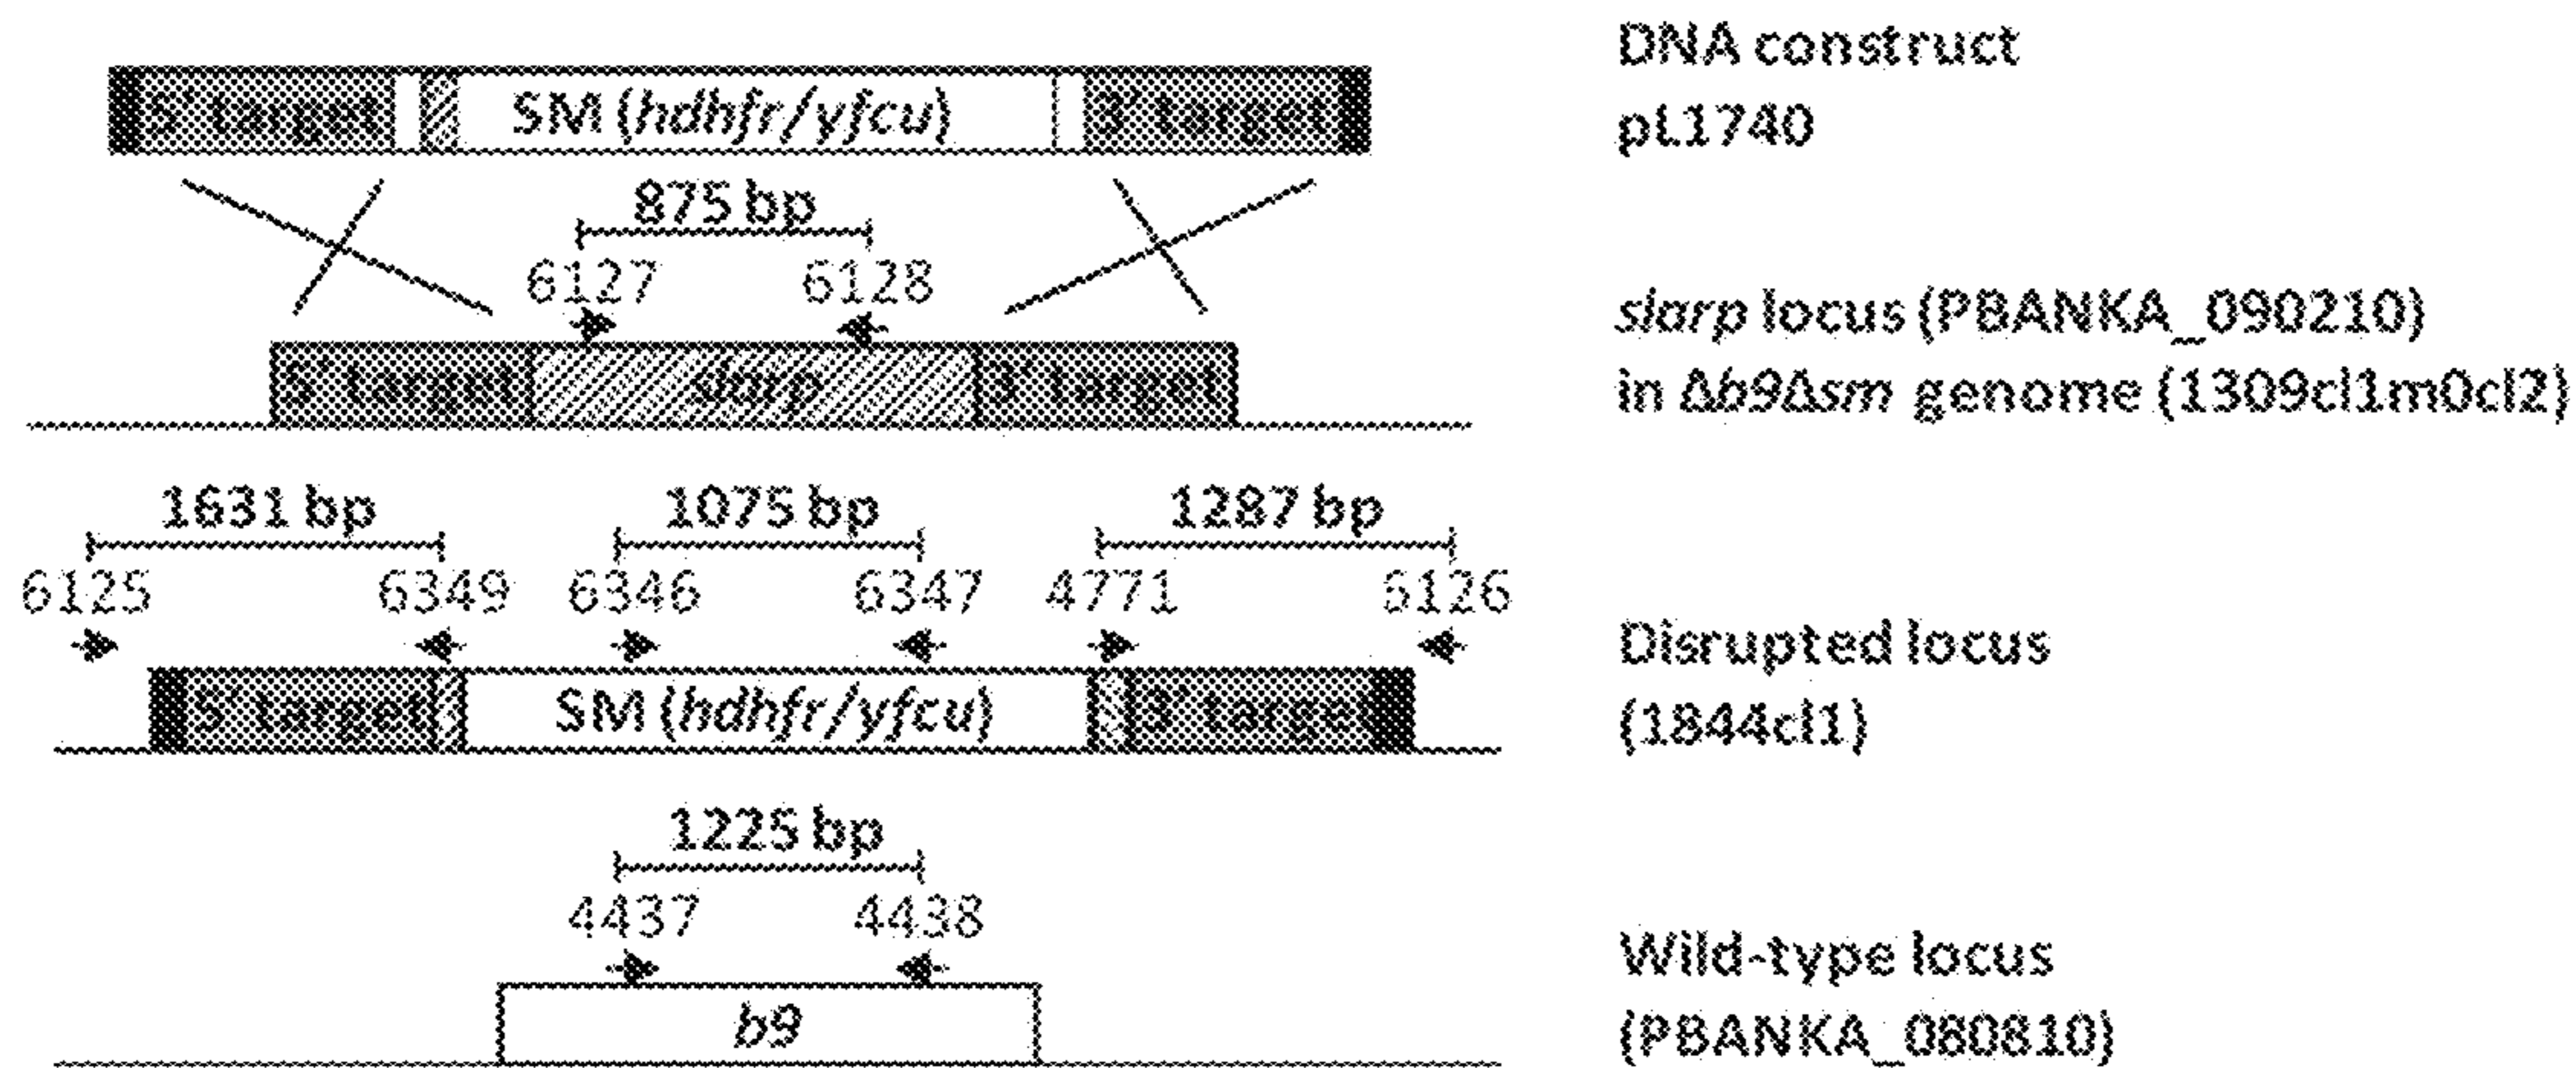 DNA construct
pL1740
5' target SM (hdhfr/yfcu) 3' target
875 bp
6127 6128
slarp locus (PBANKA_090210)
in Δb9Δsm genome (1309cl1m0cl2)
5' target slarp 3' target
1631 bp 1075 bp 1287 bp
6125 6349 6346 6347 4771 6126
Disrupted locus
(1844cl1)
5' target SM (hdhfr/yfcu) 3' target
1225 bp
4437 4438
Wild-type locus
(PBANKA_080810)
b9